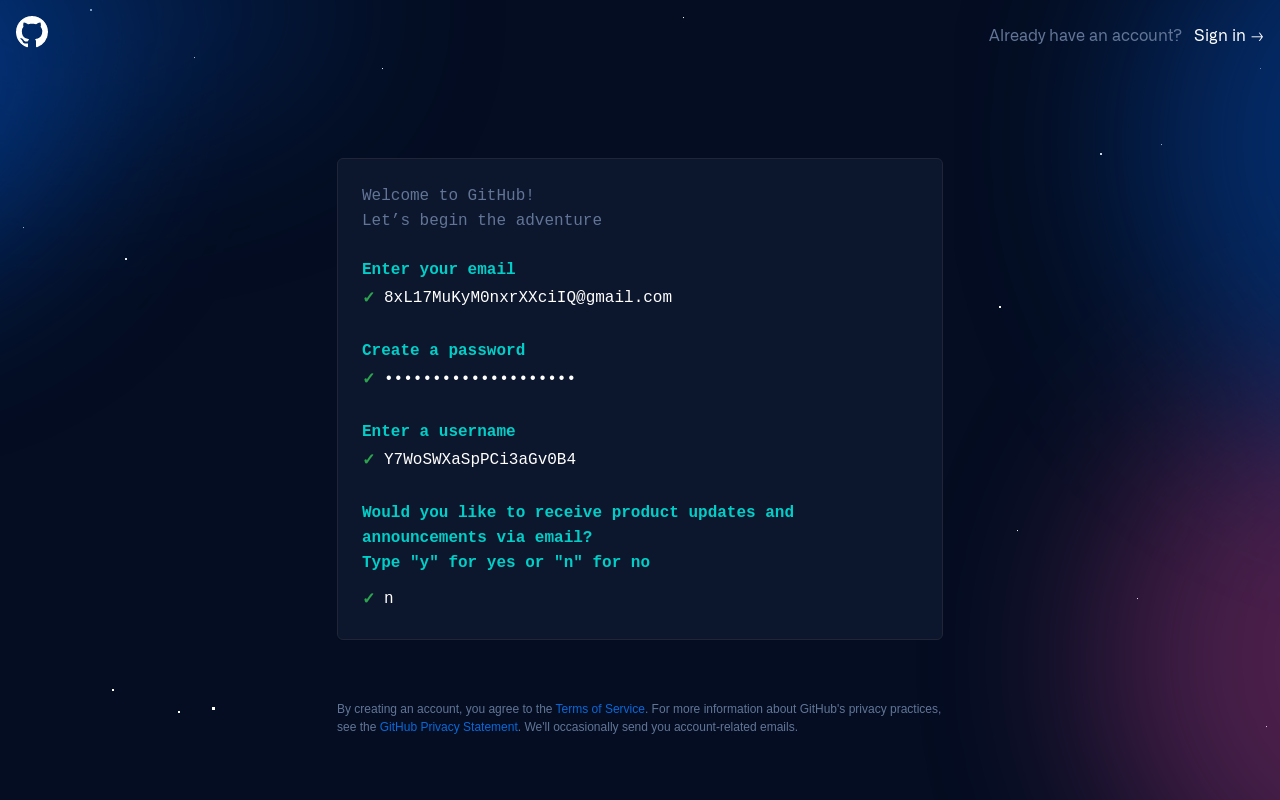 Already have an account? Sign in →
Welcome to GitHub!
Let’s begin the adventure
Enter your email
✓ 8xL17MuKyM0nxrXXciIQ@gmail.com
Create a password
✓ ••••••••••••••••••••
Enter a username
✓ Y7WoSWXaSpPCi3aGv0B4
Would you like to receive product updates and
announcements via email?
Type "y" for yes or "n" for no
✓ n
By creating an account, you agree to the Terms of Service. For more information about GitHub's privacy practices,
see the GitHub Privacy Statement. We'll occasionally send you account-related emails.